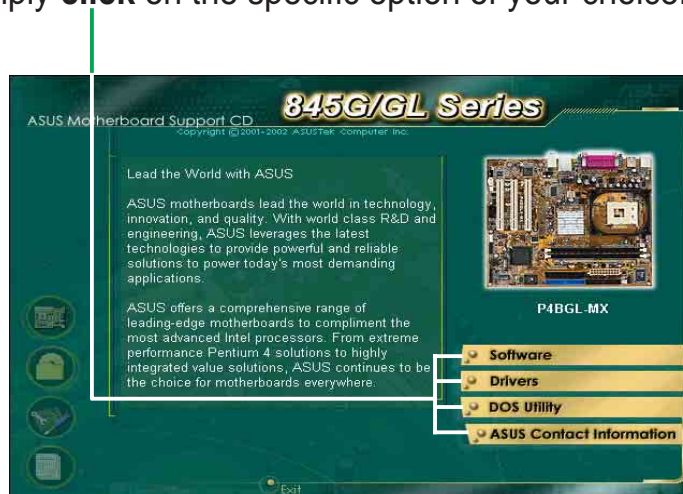 click on the specific option of your choice.
845G/GL Series
ASUS Motherboard Support CD
Copyright (C)2001-2002 ASUSTek Computer Inc.
Lead the World with ASUS
ASUS motherboards lead the world in technology,
innovation, and quality. With world class R&D and
engineering, ASUS leverages the latest
technologies to provide powerful and reliable
solutions to power today's most demanding
applications.
ASUS offers a comprehensive range of
leading-edge motherboards to compliment the
most advanced Intel processors. From extreme
performance Pentium 4 solutions to highly
integrated value solutions, ASUS continues to be
the choice for motherboards everywhere.
P4BGL-MX
Software
Drivers
DOS Utility
ASUS Contact Information
Exit